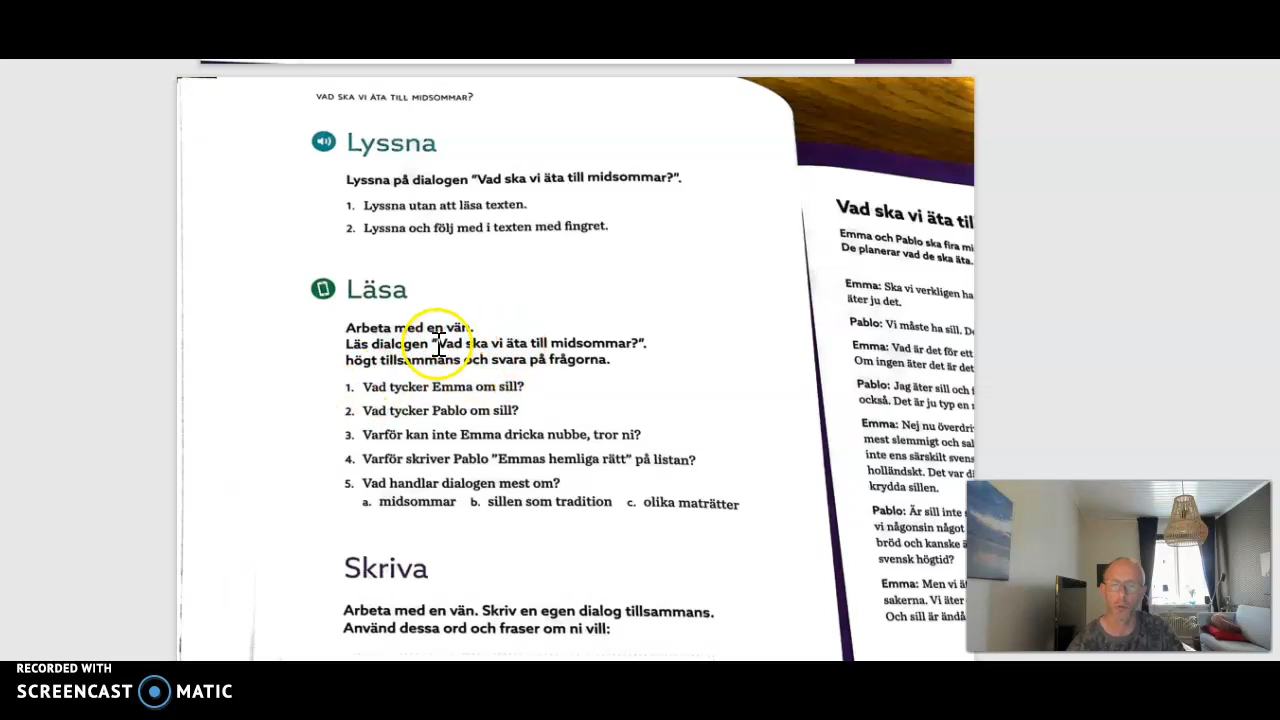 VAD SKA VI ÄTA TILL MIDSOMMAR?
Lyssna
Lyssna på dialogen "Vad ska vi äta till midsommar?".
1. Lyssna utan att läsa texten.
2. Lyssna och följ med i texten med fingret.
Läsa
Arbeta med en vän.
Läs dialogen "Vad ska vi äta till midsommar?".
högt tillsammans och svara på frågorna.
1. Vad tycker Emma om sill?
2. Vad tycker Pablo om sill?
3. Varför kan inte Emma dricka nubbe, tror ni?
4. Varför skriver Pablo "Emmas hemliga rätt" på listan?
5. Vad handlar dialogen mest om?
a. midsommar b. sillen som tradition c. olika maträtter
Skriva
Arbeta med en vän. Skriv en egen dialog tillsammans.
Använd dessa ord och fraser om ni vill:
Vad ska vi äta til
Emma och Pablo ska fira mi
De planerar vad de ska äta.
Emma: Ska vi verkligen ha
äter ju det.
Pablo: Vi måste ha sill. De
Emma: Vad är det för ett
Om ingen äter det är det
Pablo: Jag äter sill och f
också. Det är ju typ en
Emma: Nej nu överdri
mest slemmigt och sal
inte ens särskilt svens
holländskt. Det var dä
krydda sillen.
Pablo: Är sill inte s
vi någonsin något
bröd och kanske ä
svensk högtid?
Emma: Men vi ä
sakerna. Vi äter
Och sill är ändå
RECORDED WITH
SCREENCAST MATIC